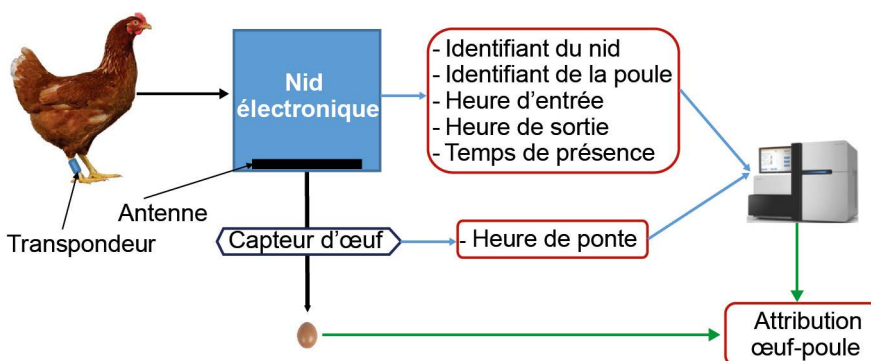 Nid
électronique
- Identifiant du nid
- Identifiant de la poule
- Heure d’entrée
- Heure de sortie
- Temps de présence
Antenne
Transpondeur
Capteur d’œuf
- Heure de ponte
Attribution
œuf-poule